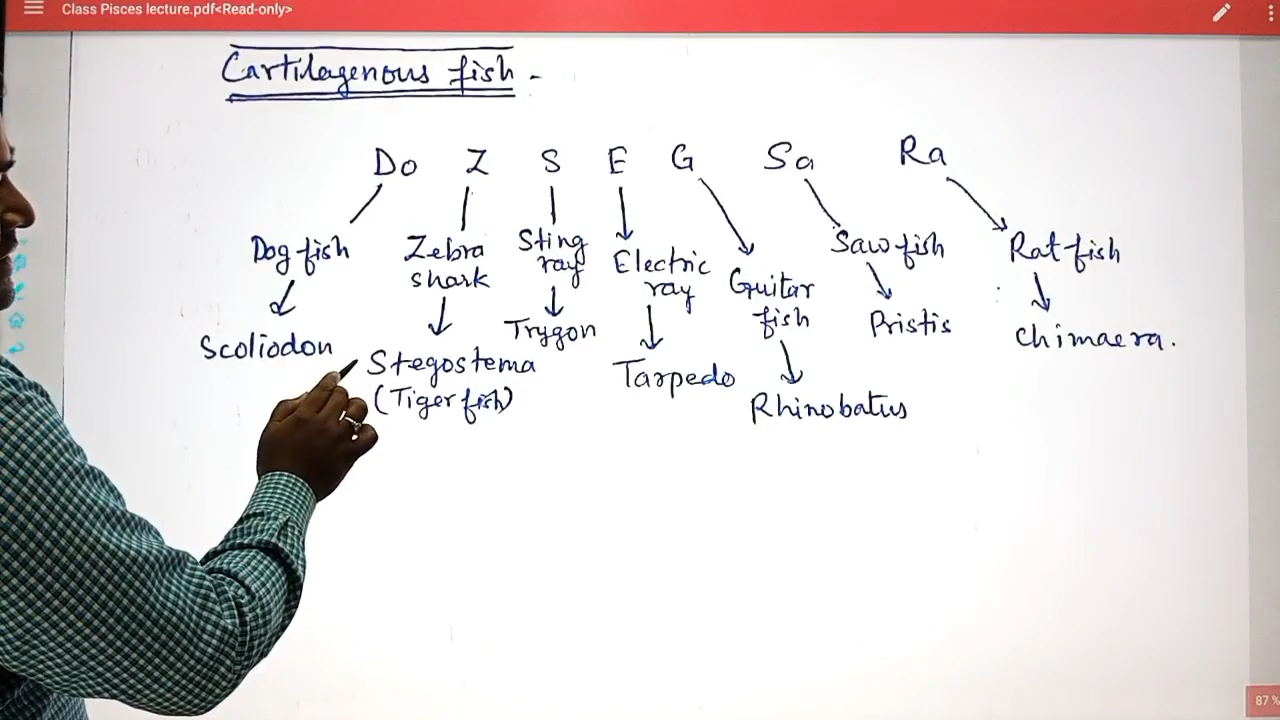 Class Pisces lecture.pdf<Read-only>
Cartilagenous fish -
Do Z S E G Sa Ra
Dog fish
Scoliodon
Zebra
shark
Stegostema
(Tiger fish)
Sting
ray
Trygon
Electric
ray
Tarpedo
Guitar
fish
Rhinobatus
Saw fish
Pristis
Rat fish
Chimaera.
87 %